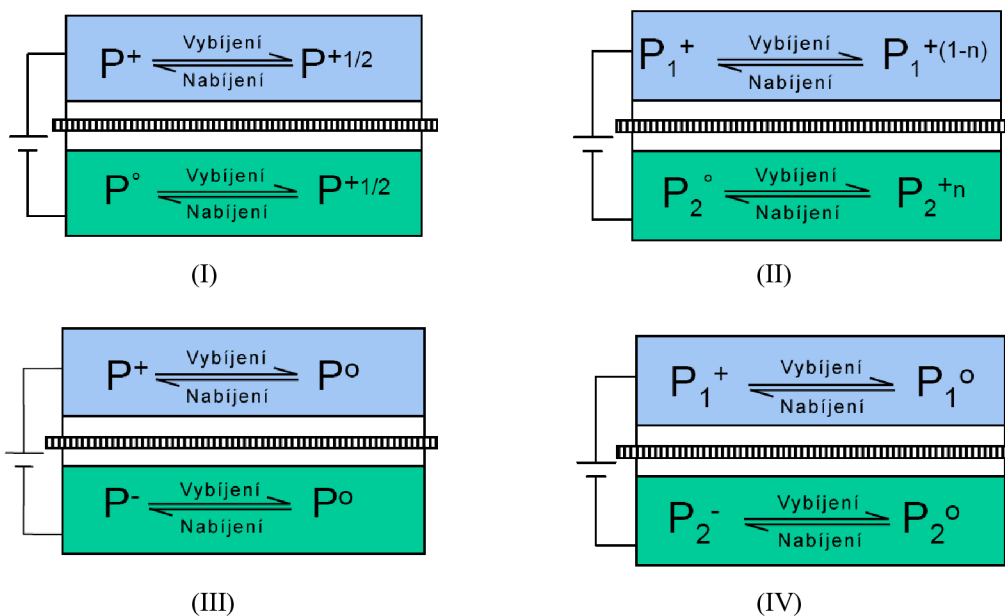 Vybíjení
P⁺ P⁺¹/²
Nabíjení
Vybíjení
P° P⁺¹/²
Nabíjení
(I)
Vybíjení
P₁⁺ P₁⁺⁽¹⁻ⁿ⁾
Nabíjení
Vybíjení
P₂° P₂⁺ⁿ
Nabíjení
(II)
Vybíjení
P⁺ Pᵒ
Nabíjení
Vybíjení
P⁻ Pᵒ
Nabíjení
(III)
Vybíjení
P₁⁺ P₁ᵒ
Nabíjení
Vybíjení
P₂⁻ P₂ᵒ
Nabíjení
(IV)